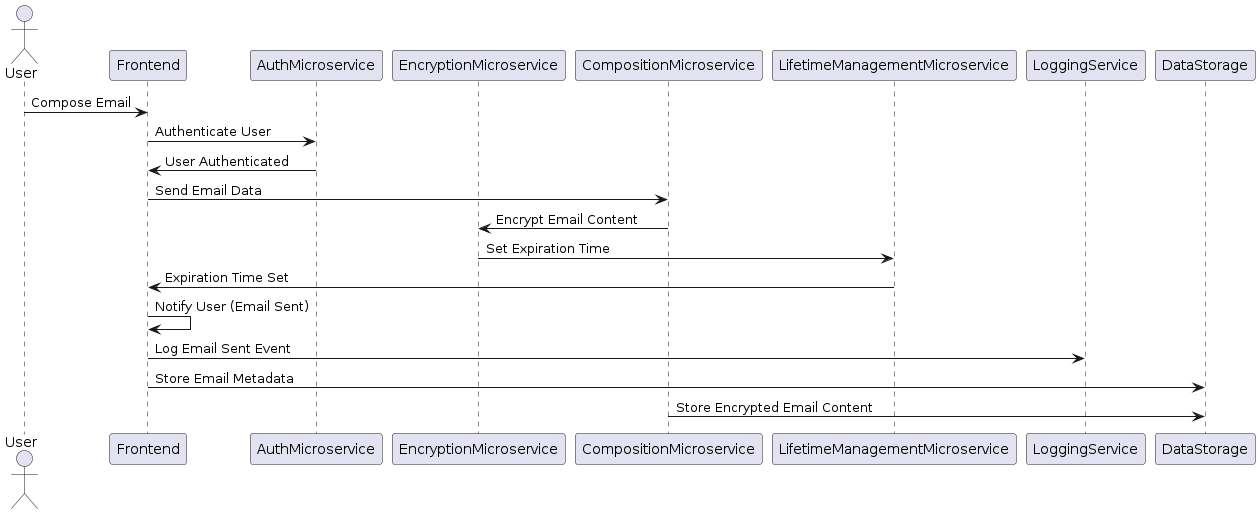 User
Frontend AuthMicroservice EncryptionMicroservice CompositionMicroservice LifetimeManagementMicroservice LoggingService DataStorage
Compose Email
Authenticate User
User Authenticated
Send Email Data
Encrypt Email Content
Set Expiration Time
Expiration Time Set
Notify User (Email Sent)
Log Email Sent Event
Store Email Metadata
Store Encrypted Email Content
User
Frontend AuthMicroservice EncryptionMicroservice CompositionMicroservice LifetimeManagementMicroservice LoggingService DataStorage